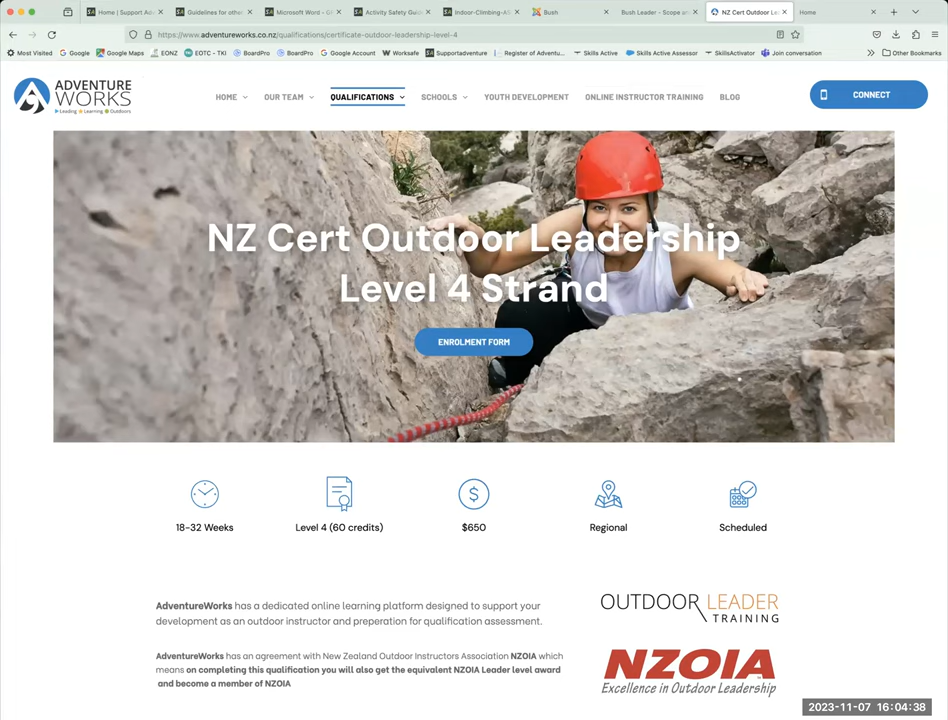 Home | Support Ad
Guidelines for other
Microsoft Word - G
Activity Safety Gui
Indoor-Climbing-AS
Bush
Bush Leader - Scope an
NZ Cert Outdoor Le
Home
https://www.adventureworks.co.nz/qualifications/certificate-outdoor-leadership-level-4
Most Visited
Google
Google Maps
EONZ
EOTC - TKI
BoardPro
BoardPro
Google Account
Worksafe
Supportadventure
Register of Adventu...
Skills Active
Skills Active Assessor
SkillsActivator
Join conversation
Other Bookmarks
ADVENTURE
WORKS
Leading Learning Outdoors
HOME
OUR TEAM
QUALIFICATIONS
SCHOOLS
YOUTH DEVELOPMENT
ONLINE INSTRUCTOR TRAINING
BLOG
CONNECT
NZ Cert Outdoor Leadership
Level 4 Strand
ENROLMENT FORM
18-32 Weeks
Level 4 (60 credits)
$650
Regional
Scheduled
AdventureWorks has a dedicated online learning platform designed to support your
development as an outdoor instructor and preperation for qualification assessment.
AdventureWorks has an agreement with New Zealand Outdoor Instructors Association NZOIA which
means on completing this qualification you will also get the equivalent NZOIA Leader level award
and become a member of NZOIA
OUTDOOR LEADER
TRAINING
NZOIA
Excellence in Outdoor Leadership
2023-11-07 16:04:38